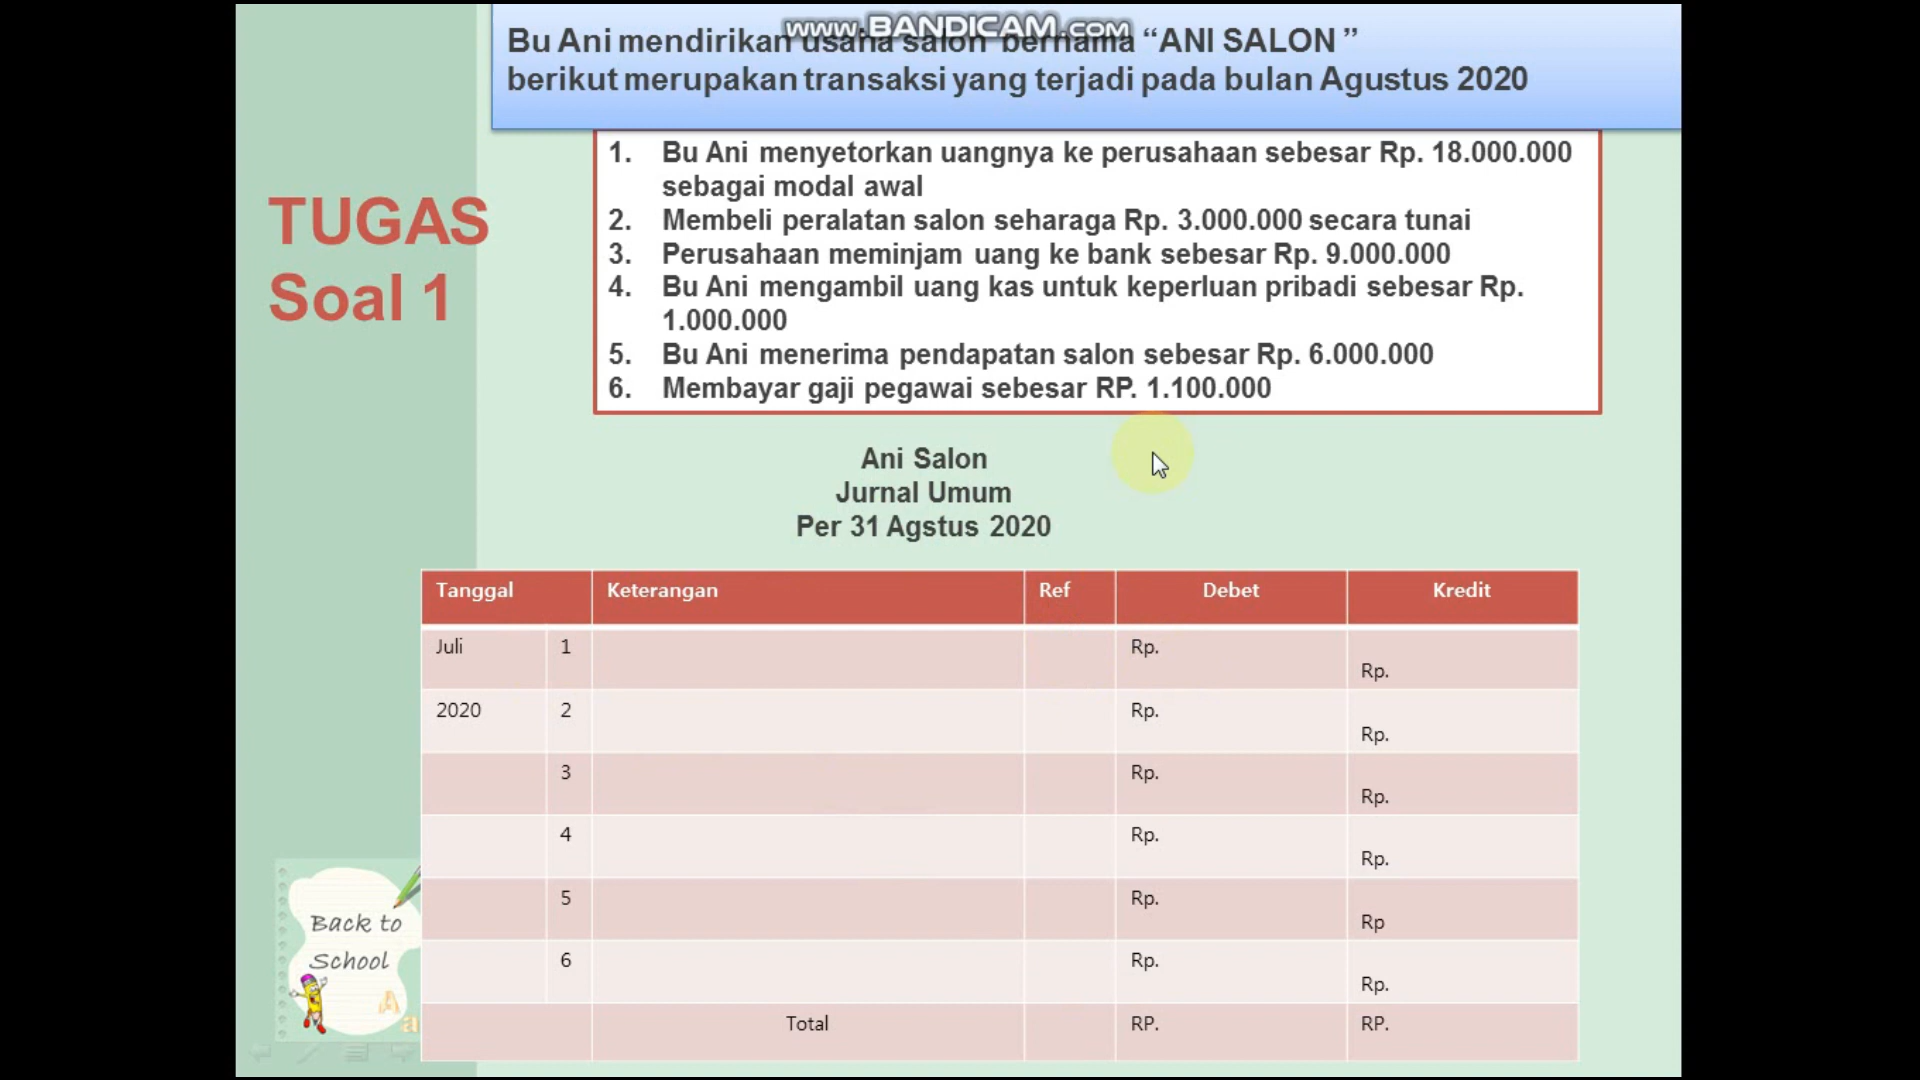 www.BANDICAM.com
Bu Ani mendirikan usaha salon bernama “ANI SALON ”
berikut merupakan transaksi yang terjadi pada bulan Agustus 2020
TUGAS
Soal 1
1. Bu Ani menyetorkan uangnya ke perusahaan sebesar Rp. 18.000.000
sebagai modal awal
2. Membeli peralatan salon seharaga Rp. 3.000.000 secara tunai
3. Perusahaan meminjam uang ke bank sebesar Rp. 9.000.000
4. Bu Ani mengambil uang kas untuk keperluan pribadi sebesar Rp.
1.000.000
5. Bu Ani menerima pendapatan salon sebesar Rp. 6.000.000
6. Membayar gaji pegawai sebesar RP. 1.100.000
Ani Salon
Jurnal Umum
Per 31 Agstus 2020
Tanggal Keterangan Ref Debet Kredit
Juli 1 Rp.
Rp.
2020 2 Rp.
Rp.
3 Rp.
Rp.
4 Rp.
Rp.
5 Rp.
Rp
6 Rp.
Rp.
Total RP. RP.
Back to
School
A
a